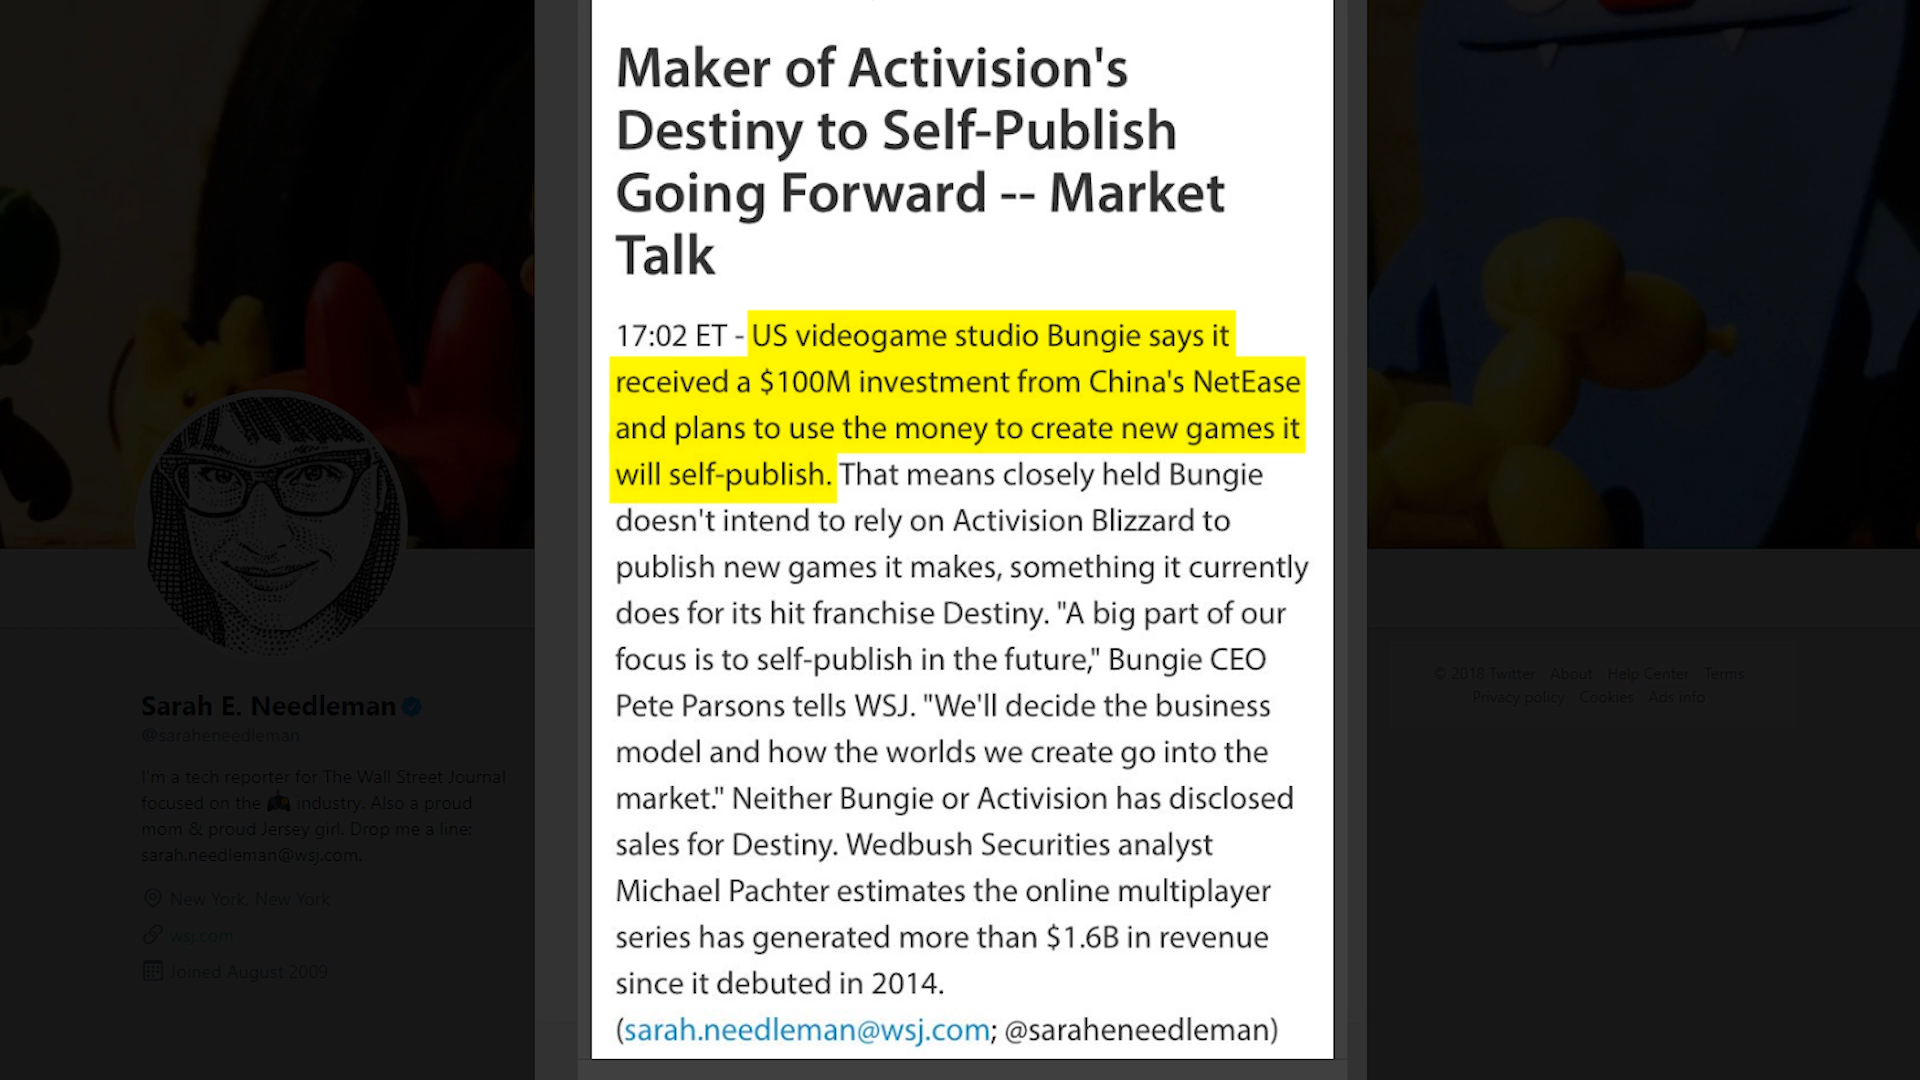 Maker of Activision's
Destiny to Self-Publish
Going Forward -- Market
Talk
17:02 ET - US videogame studio Bungie says it
received a $100M investment from China's NetEase
and plans to use the money to create new games it
will self-publish. That means closely held Bungie
doesn't intend to rely on Activision Blizzard to
publish new games it makes, something it currently
does for its hit franchise Destiny. "A big part of our
focus is to self-publish in the future," Bungie CEO
Pete Parsons tells WSJ. "We'll decide the business
model and how the worlds we create go into the
market." Neither Bungie or Activision has disclosed
sales for Destiny. Wedbush Securities analyst
Michael Pachter estimates the online multiplayer
series has generated more than $1.6B in revenue
since it debuted in 2014.
(sarah.needleman@wsj.com; @saraheneedleman)
Sarah E. Needleman
@saraheneedleman
I'm a tech reporter for The Wall Street Journal
focused on the 🎮 industry. Also a proud
mom & proud Jersey girl. Drop me a line:
sarah.needleman@wsj.com.
New York, New York
wsj.com
Joined August 2009
© 2018 Twitter About Help Center Terms
Privacy policy Cookies Ads info